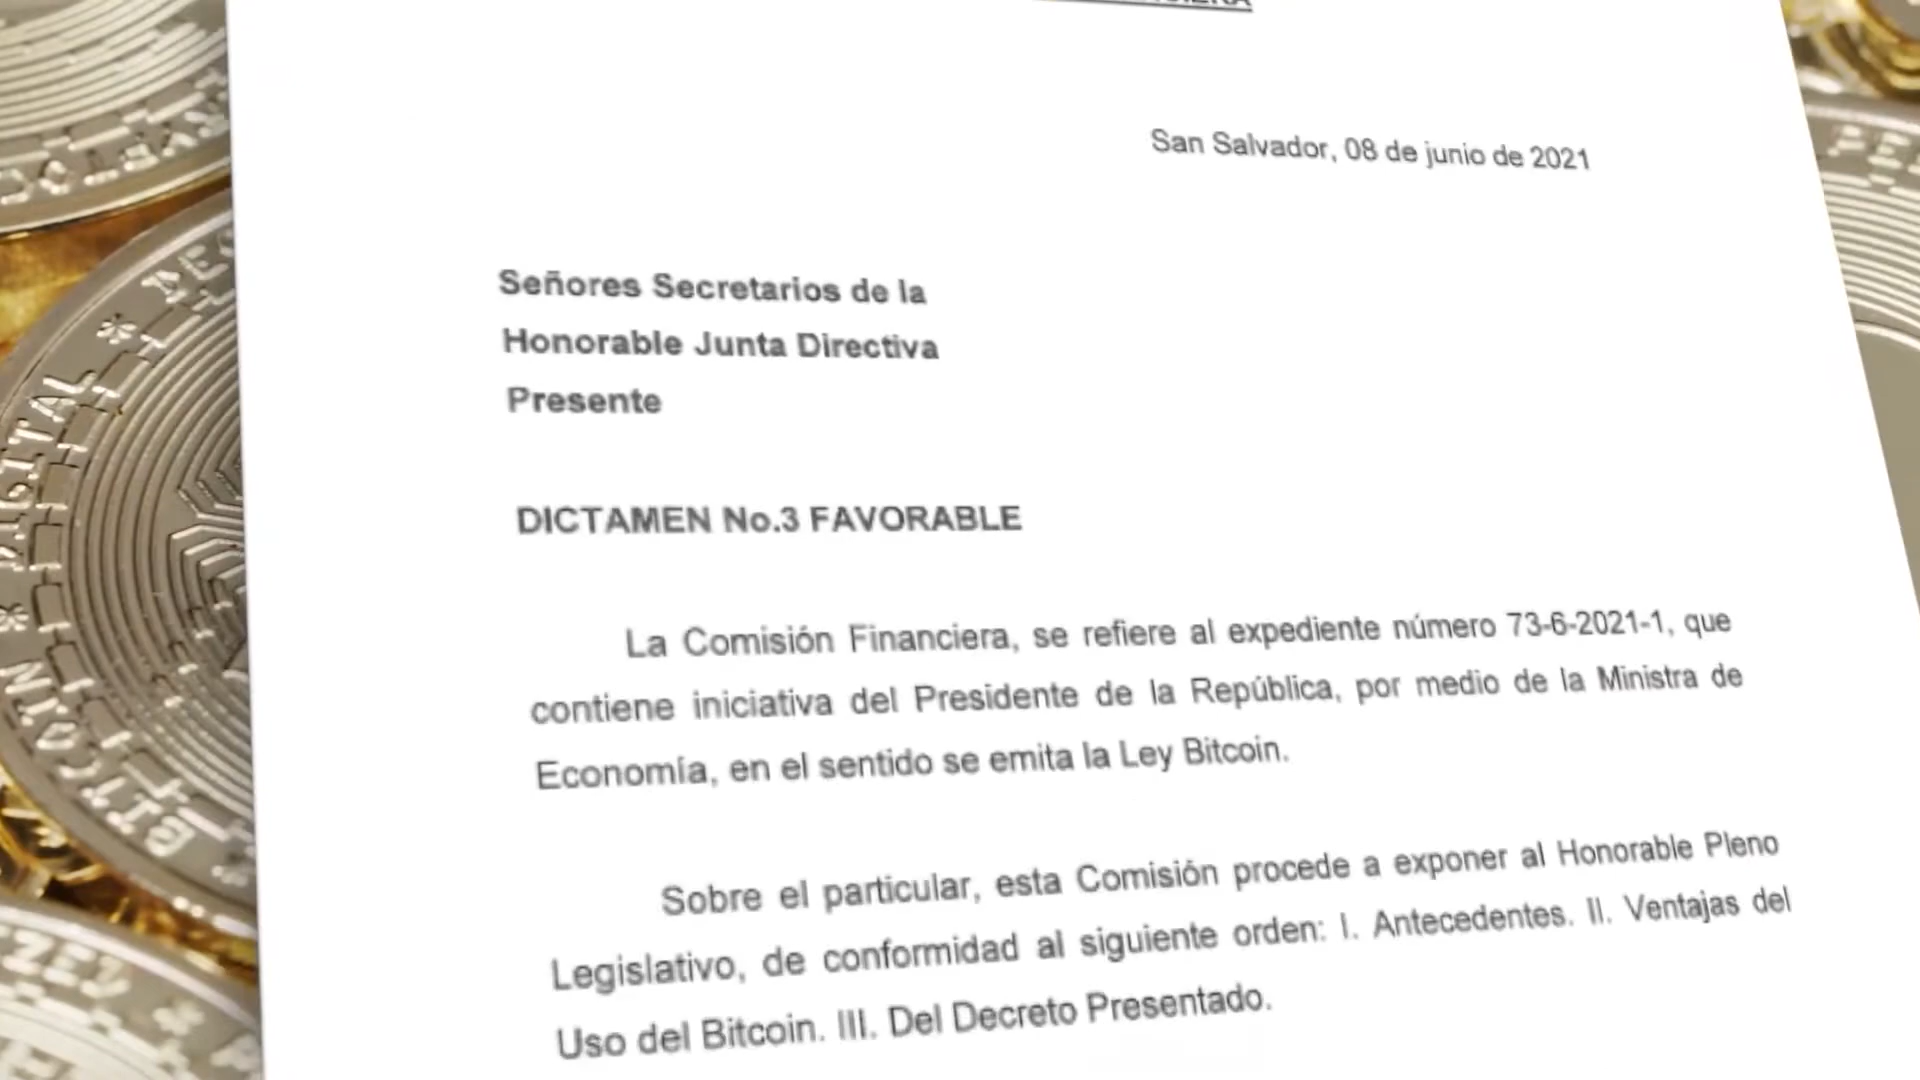 San Salvador, 08 de junio de 2021
Señores Secretarios de la
Honorable Junta Directiva
Presente
DICTAMEN No.3 FAVORABLE
La Comisión Financiera, se refiere al expediente número 73-6-2021-1, que
contiene iniciativa del Presidente de la República, por medio de la Ministra de
Economía, en el sentido se emita la Ley Bitcoin.
Sobre el particular, esta Comisión procede a exponer al Honorable Pleno
Legislativo, de conformidad al siguiente orden: I. Antecedentes. II. Ventajas del
Uso del Bitcoin. III. Del Decreto Presentado.
DIGITAL
BITCOIN